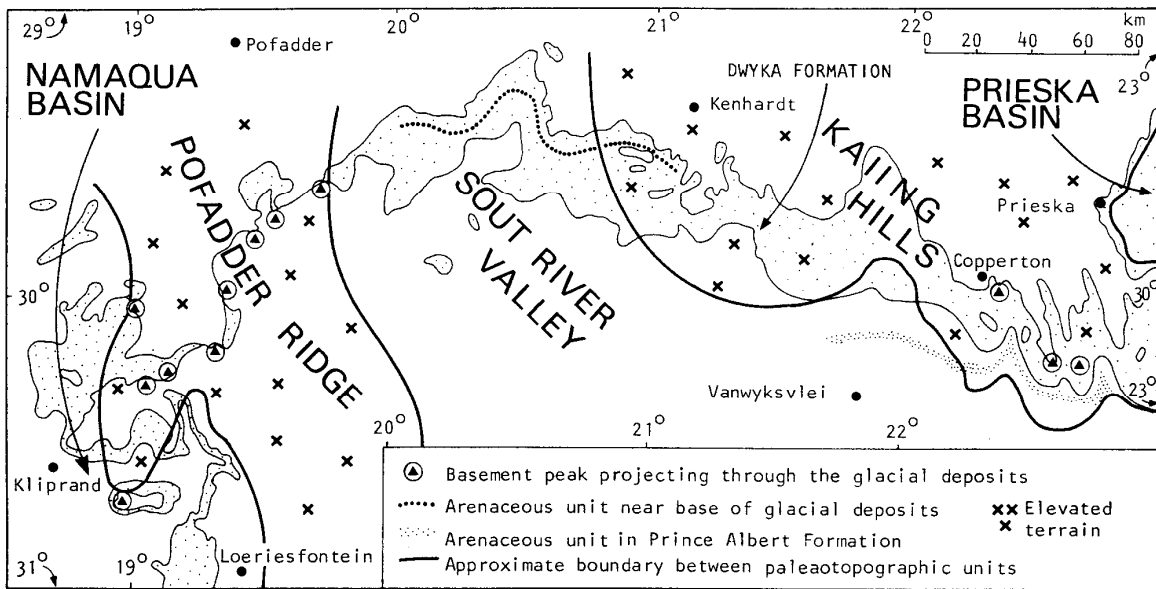 29° 19° 20° 21° 22° km
0 20 40 60 80
Pofadder
NAMAQUA
BASIN
DWYKA FORMATION
Kenhardt
PRIESKA
BASIN
23°
POFADDER RIDGE
SOUT RIVER
VALLEY
KAIING
HILLS
Prieska
Copperton
30°
30°
Vanwyksvlei
23°
20° 21° 22°
Kliprand
Loeriesfontein
31° 19°
Basement peak projecting through the glacial deposits
Arenaceous unit near base of glacial deposits
Elevated
terrain
Arenaceous unit in Prince Albert Formation
Approximate boundary between palaeotopographic units